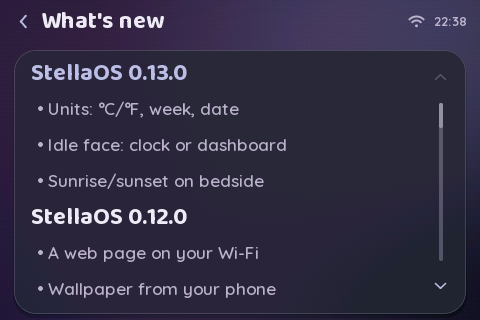 What's new
22:38
StellaOS 0.13.0
• Units: °C/°F, week, date
• Idle face: clock or dashboard
• Sunrise/sunset on bedside
StellaOS 0.12.0
• A web page on your Wi-Fi
• Wallpaper from your phone